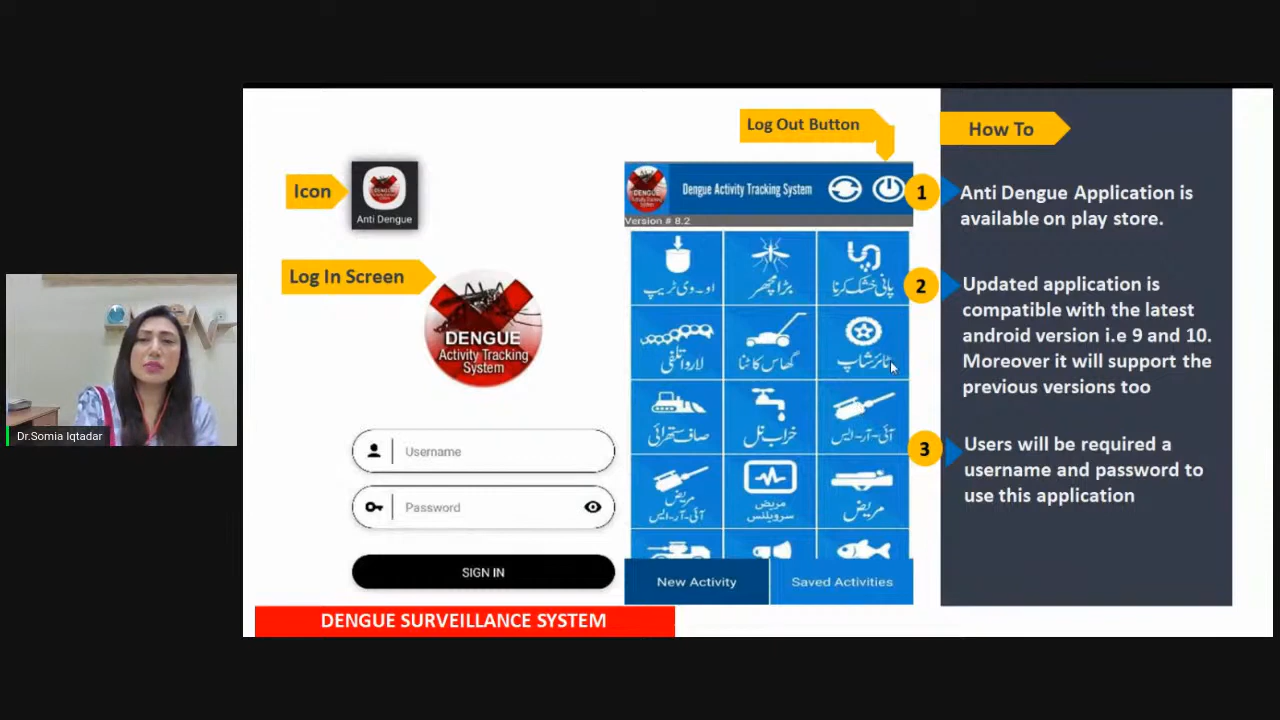 Log Out Button
How To
Icon
DENGUE
Anti Dengue
DENGUE
Dengue Activity Tracking System
Version # 8.2
1
Anti Dengue Application is
available on play store.
Log In Screen
DENGUE
Activity Tracking
System
او۔وی ٹریپ
بڑا مچھر
پانی خشک کرنا
2
Updated application is
compatible with the latest
android version i.e 9 and 10.
Moreover it will support the
previous versions too
لاروا تلفی
گھاس کاٹنا
ٹائر شاپ
صاف ستھرائی
خراب نل
آئی۔آر۔ایس
3
Users will be required a
username and password to
use this application
Username
Password
SIGN IN
مریض
آئی۔آر۔ایس
مریض
سرویلنس
مریض
New Activity
Saved Activities
DENGUE SURVEILLANCE SYSTEM
Dr.Somia Iqtadar